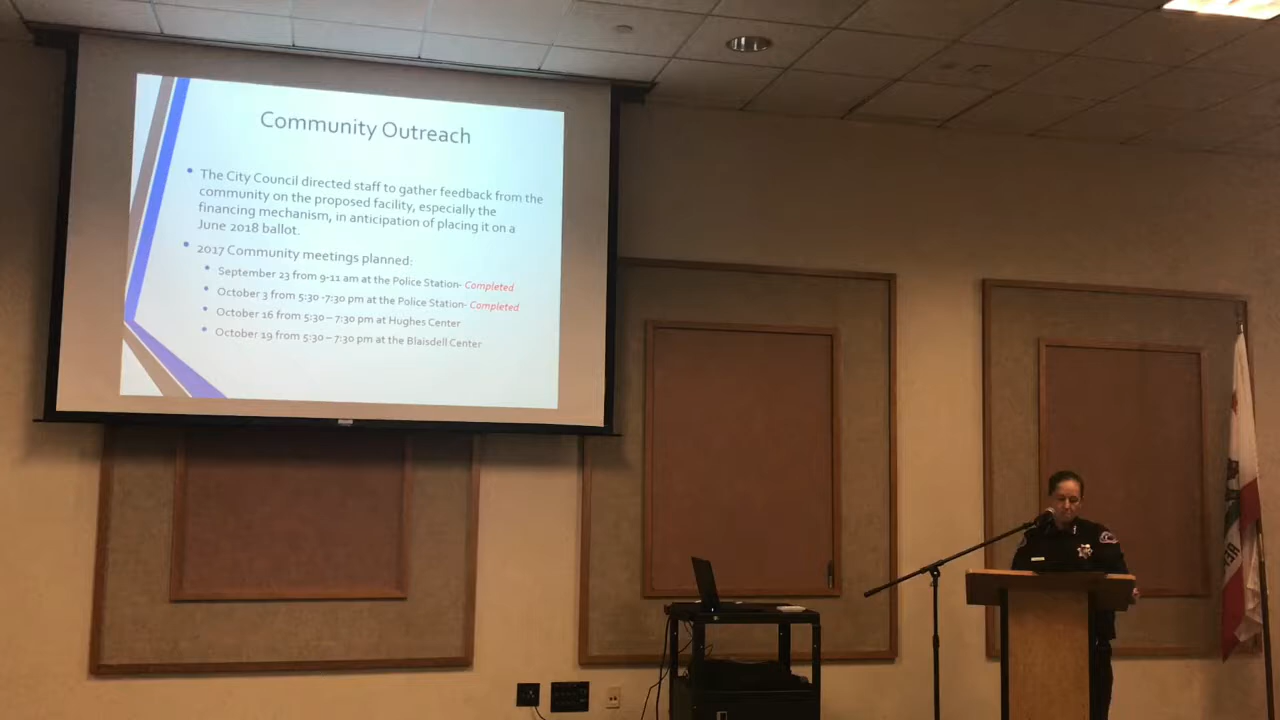 Community Outreach
• The City Council directed staff to gather feedback from the
community on the proposed facility, especially the
financing mechanism, in anticipation of placing it on a
June 2018 ballot.
• 2017 Community meetings planned:
• September 23 from 9-11 am at the Police Station- Completed
• October 3 from 5:30 -7:30 pm at the Police Station- Completed
• October 16 from 5:30 – 7:30 pm at Hughes Center
• October 19 from 5:30 – 7:30 pm at the Blaisdell Center